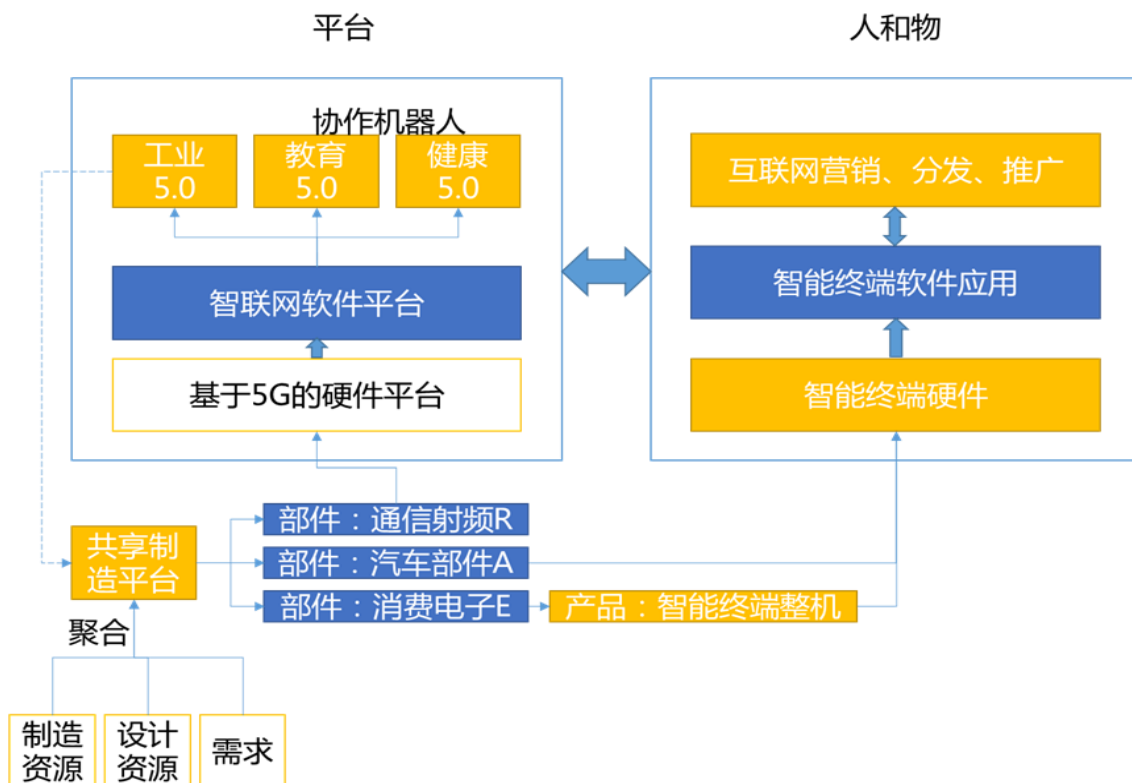 平台
人和物
协作机器人
工业
5.0
教育
5.0
健康
5.0
智联网软件平台
基于5G的硬件平台
互联网营销、分发、推广
智能终端软件应用
智能终端硬件
部件：通信射频R
部件：汽车部件A
部件：消费电子E
产品：智能终端整机
共享制
造平台
聚合
制造
资源
设计
资源
需求